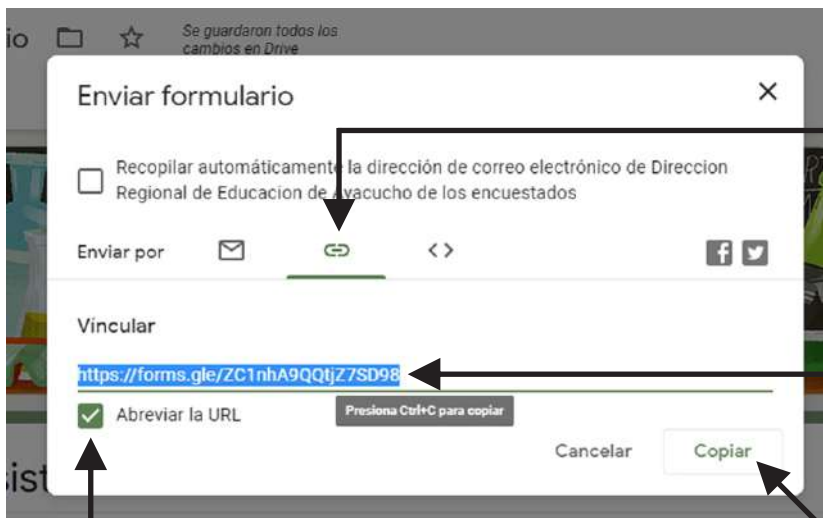 io
Se guardaron todos los
cambios en Drive
Enviar formulario
Recopilar automáticamente la dirección de correo electrónico de Direccion
Regional de Educacion de Ayacucho de los encuestados
Enviar por
Vincular
https://forms.gle/ZC1nhA9QQtjZ7SD98
Abreviar la URL
Presiona Ctrl+C para copiar
Cancelar
Copiar
sist